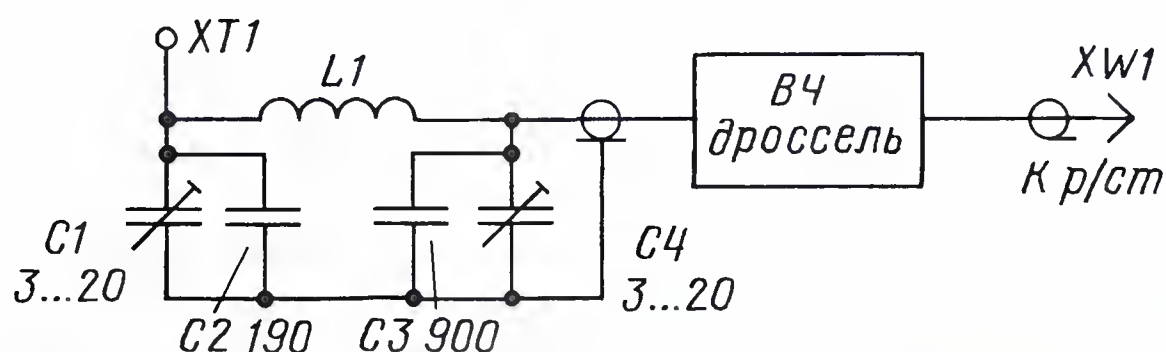 XT1
L1
ВЧ
дроссель
XW1
К р/ст
C1
3...20
C2 190
C3 900
C4
3...20